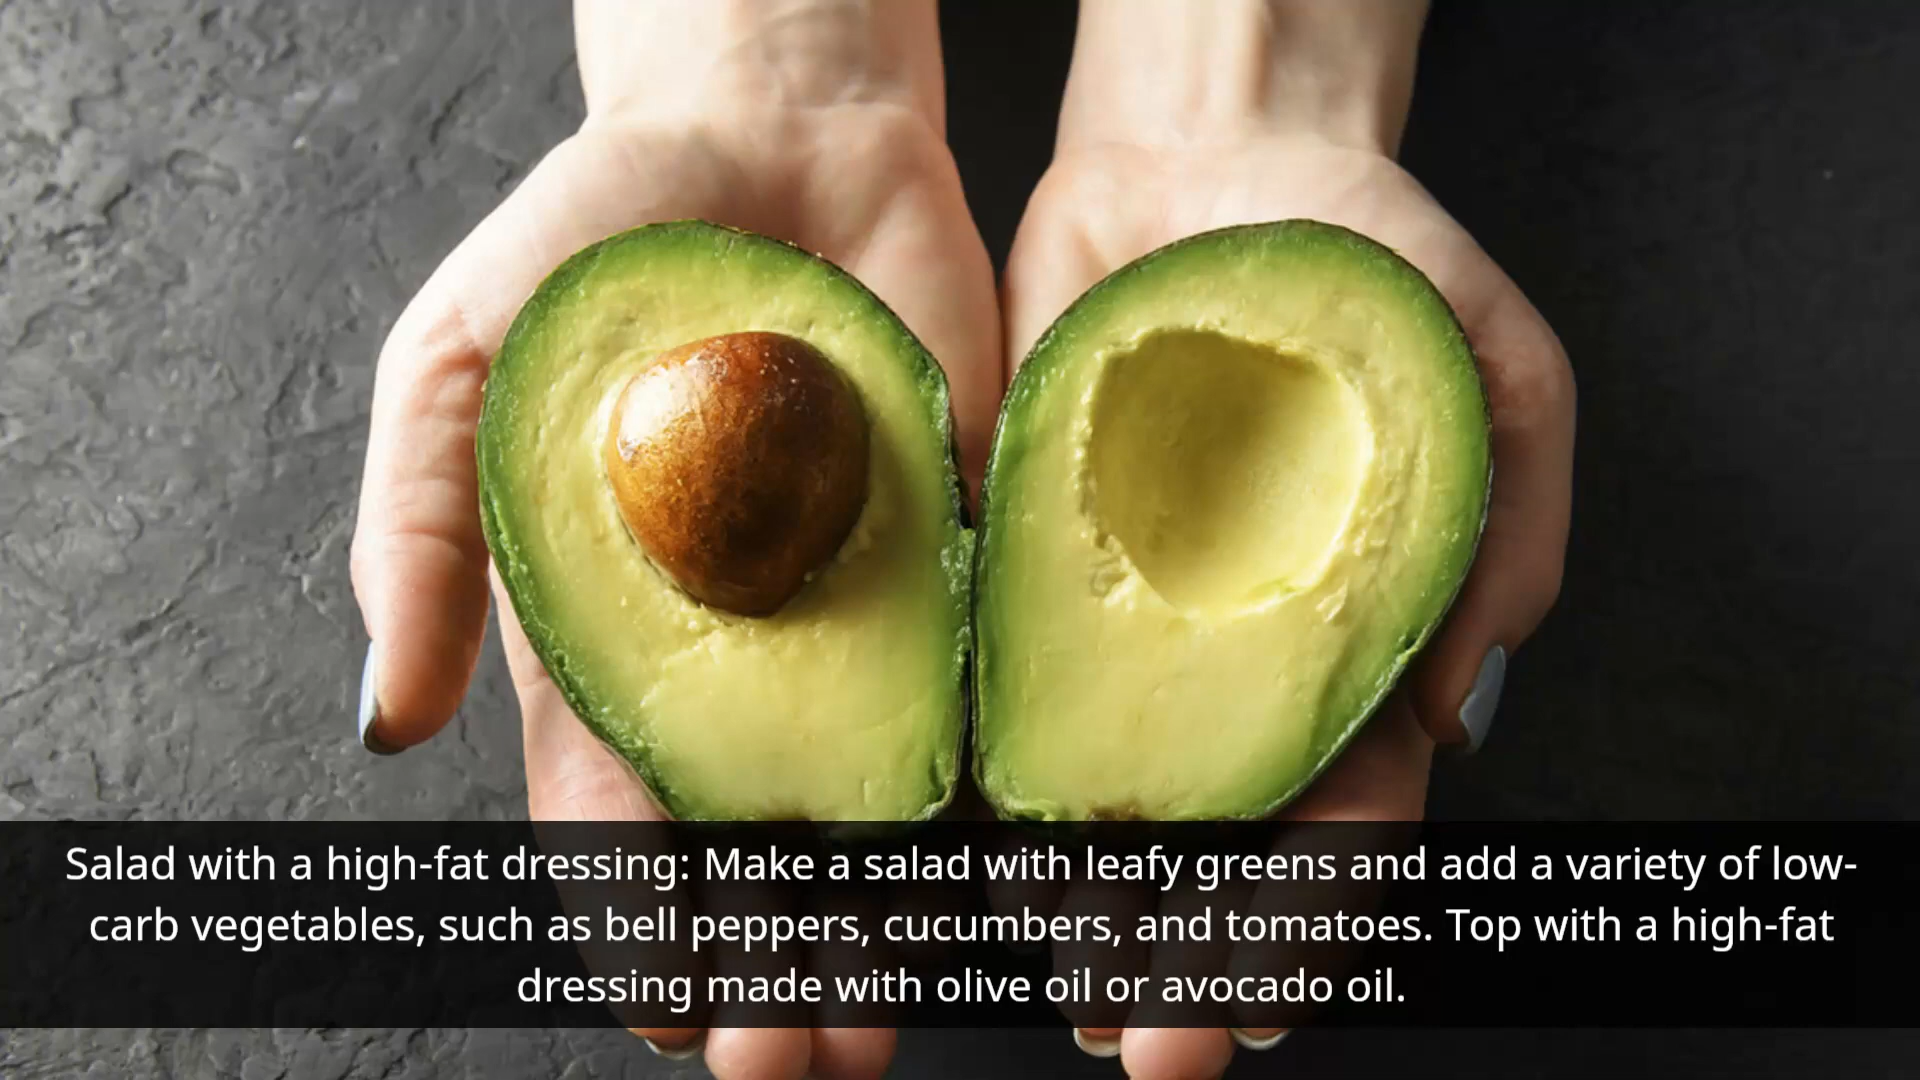 Salad with a high-fat dressing: Make a salad with leafy greens and add a variety of low-
carb vegetables, such as bell peppers, cucumbers, and tomatoes. Top with a high-fat
dressing made with olive oil or avocado oil.